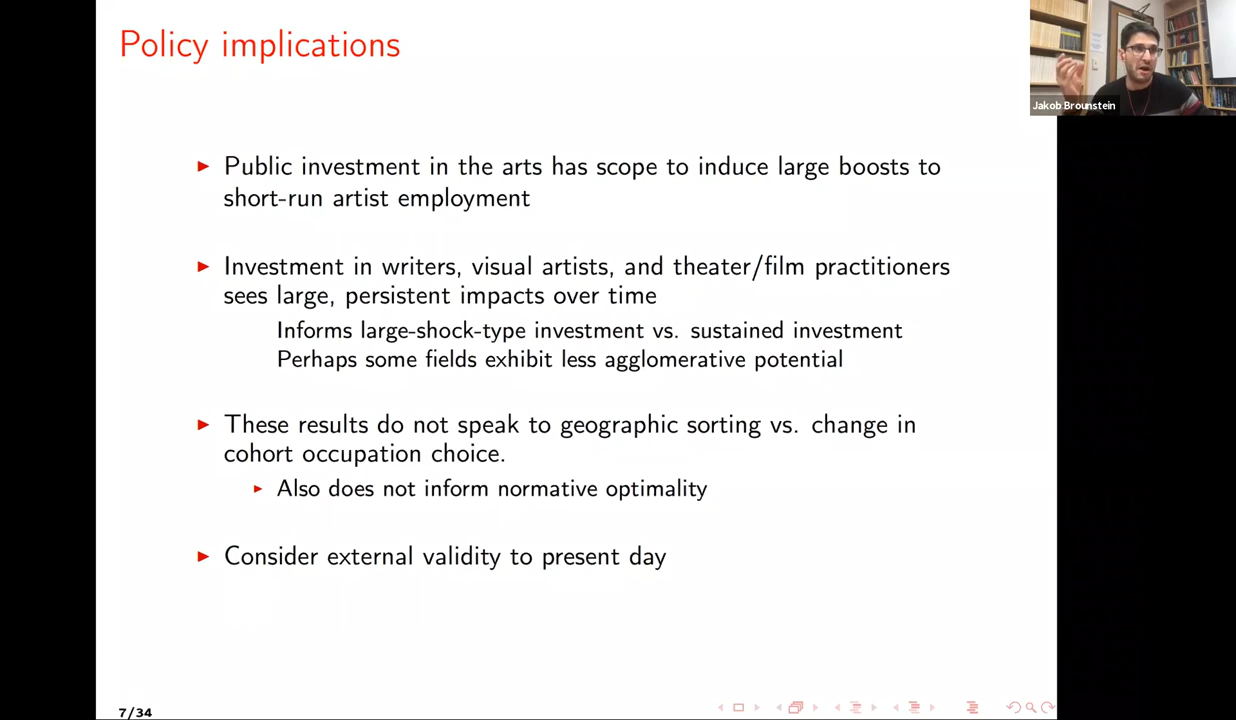 Policy implications
Jakob Brounstein
Public investment in the arts has scope to induce large boosts to
short-run artist employment
Investment in writers, visual artists, and theater/film practitioners
sees large, persistent impacts over time
Informs large-shock-type investment vs. sustained investment
Perhaps some fields exhibit less agglomerative potential
These results do not speak to geographic sorting vs. change in
cohort occupation choice.
Also does not inform normative optimality
Consider external validity to present day
7/34